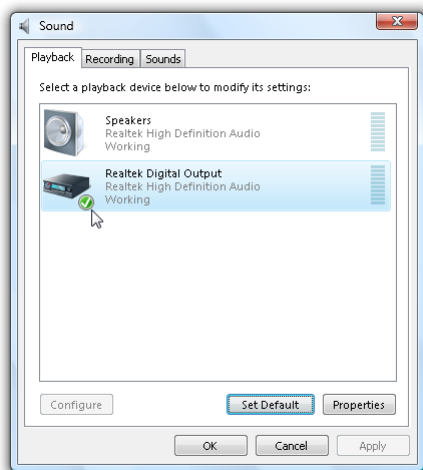 Sound
Playback Recording Sounds
Select a playback device below to modify its settings:
Speakers
Realtek High Definition Audio
Working
Realtek Digital Output
Realtek High Definition Audio
Working
Configure Set Default Properties
OK Cancel Apply